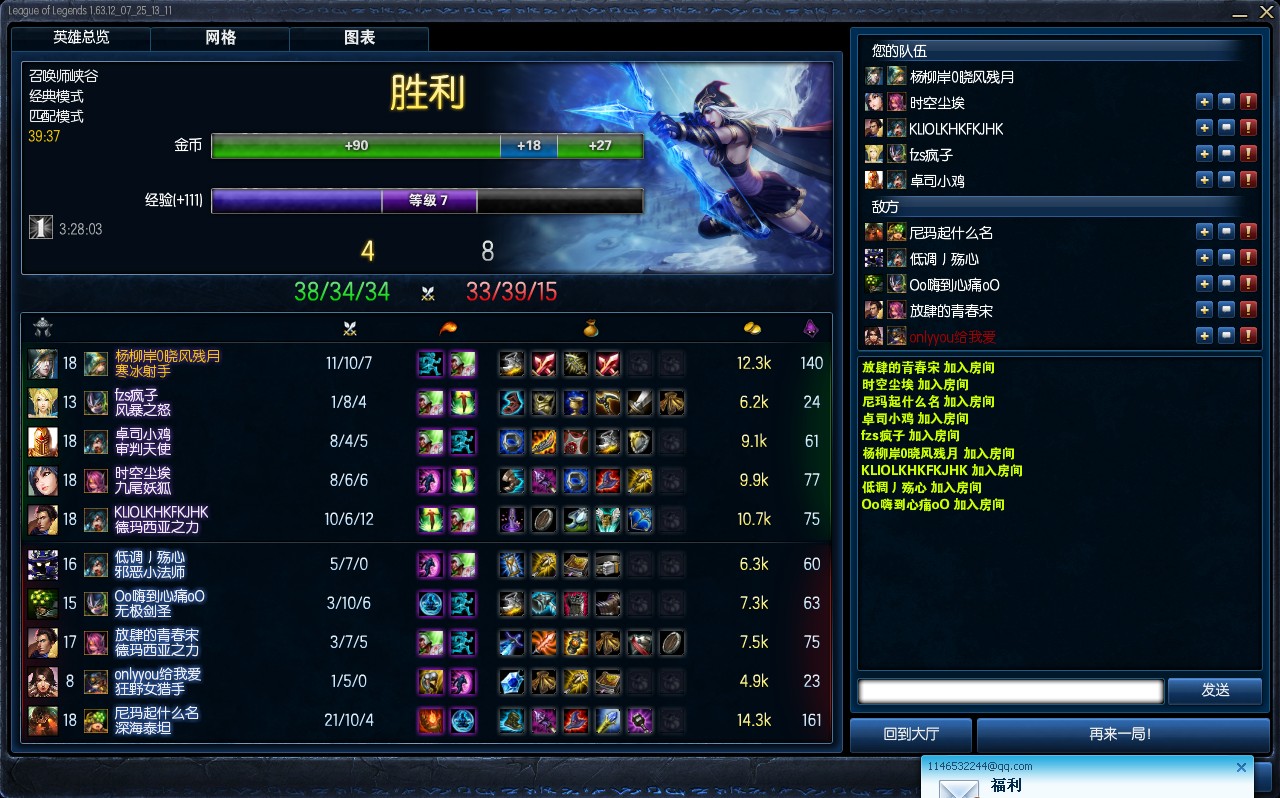 League of Legends 1.63.12_07_25_13_11
英雄总览 网格 图表
召唤师峡谷
经典模式
匹配模式
39:37
胜利
金币 +90 +18 +27
经验(+111) 等级 7
1 3:28:03
4 8
38/34/34 33/39/15
18 杨柳岸0晓风残月 11/10/7 12.3k 140
寒冰射手
13 fzs疯子 1/8/4 6.2k 24
风暴之怒
18 卓司小鸡 8/4/5 9.1k 61
审判天使
18 时空尘埃 8/6/6 9.9k 77
九尾妖狐
18 KLIOLKHKFKJHK 10/6/12 10.7k 75
德玛西亚之力
16 低调丿殇心 5/7/0 6.3k 60
邪恶小法师
15 Oo嗨到心痛oO 3/10/6 7.3k 63
无极剑圣
17 放肆的青春宋 3/7/5 7.5k 75
德玛西亚之力
8 onlyyou给我爱 1/5/0 4.9k 23
狂野女猎手
18 尼玛起什么名 21/10/4 14.3k 161
深海泰坦
您的队伍
杨柳岸0晓风残月
时空尘埃
KLIOLKHKFKJHK
fzs疯子
卓司小鸡
敌方
尼玛起什么名
低调丿殇心
Oo嗨到心痛oO
放肆的青春宋
onlyyou给我爱
放肆的青春宋 加入房间
时空尘埃 加入房间
尼玛起什么名 加入房间
卓司小鸡 加入房间
fzs疯子 加入房间
杨柳岸0晓风残月 加入房间
KLIOLKHKFKJHK 加入房间
低调丿殇心 加入房间
Oo嗨到心痛oO 加入房间
发送
回到大厅 再来一局!
1146532244@qq.com
福利